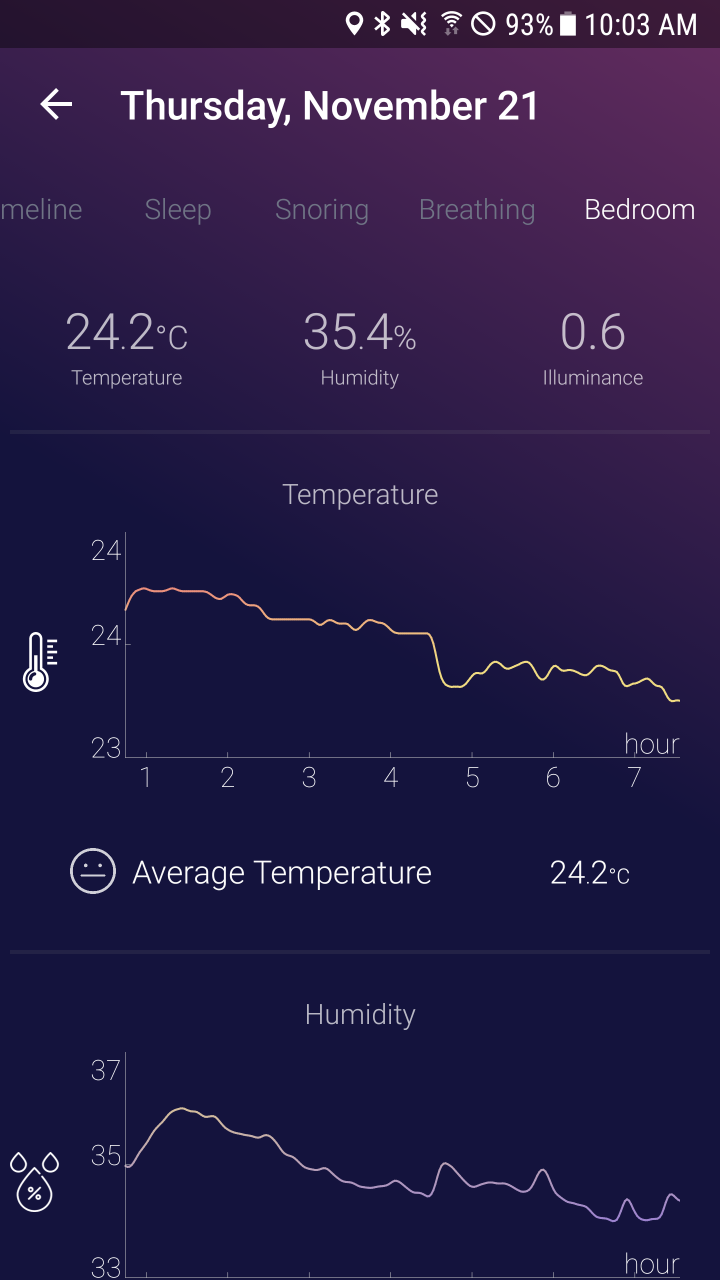 93% 10:03 AM
Thursday, November 21
meline Sleep Snoring Breathing Bedroom
24.2°C 35.4% 0.6
Temperature Humidity Illuminance
Temperature
24
24
23
hour
1 2 3 4 5 6 7
Average Temperature 24.2°C
Humidity
37
35
%
33
hour